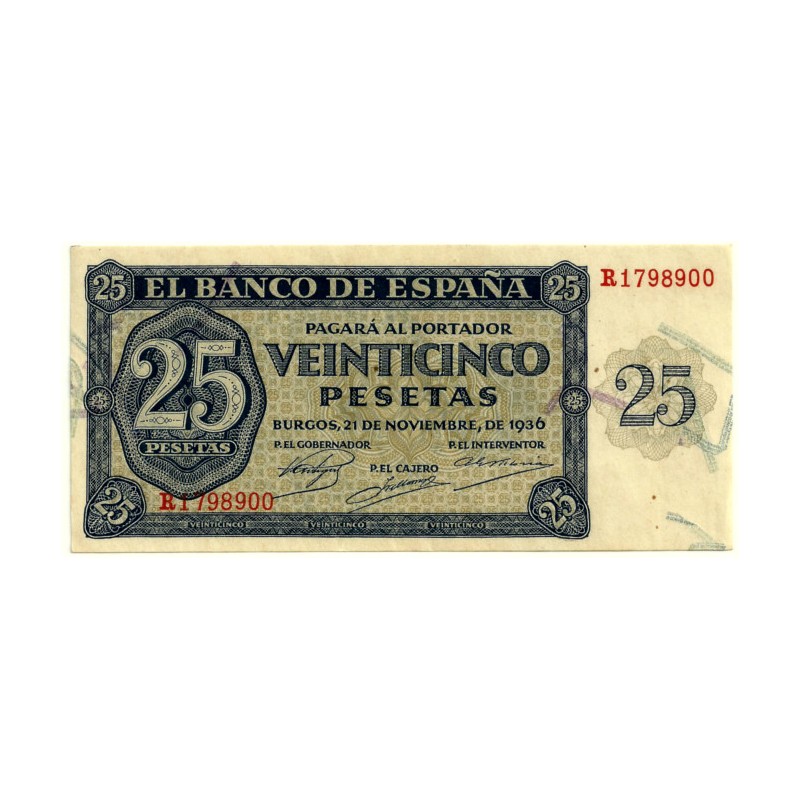 25 EL BANCO DE ESPAÑA 25
R1798900
PAGARÁ AL PORTADOR
VEINTICINCO
PESETAS
25
PESETAS
25
BURGOS, 21 DE NOVIEMBRE, DE 1936
P. EL GOBERNADOR
P. EL INTERVENTOR
P. EL CAJERO
R1798900
25
25
VEINTICINCO VEINTICINCO VEINTICINCO